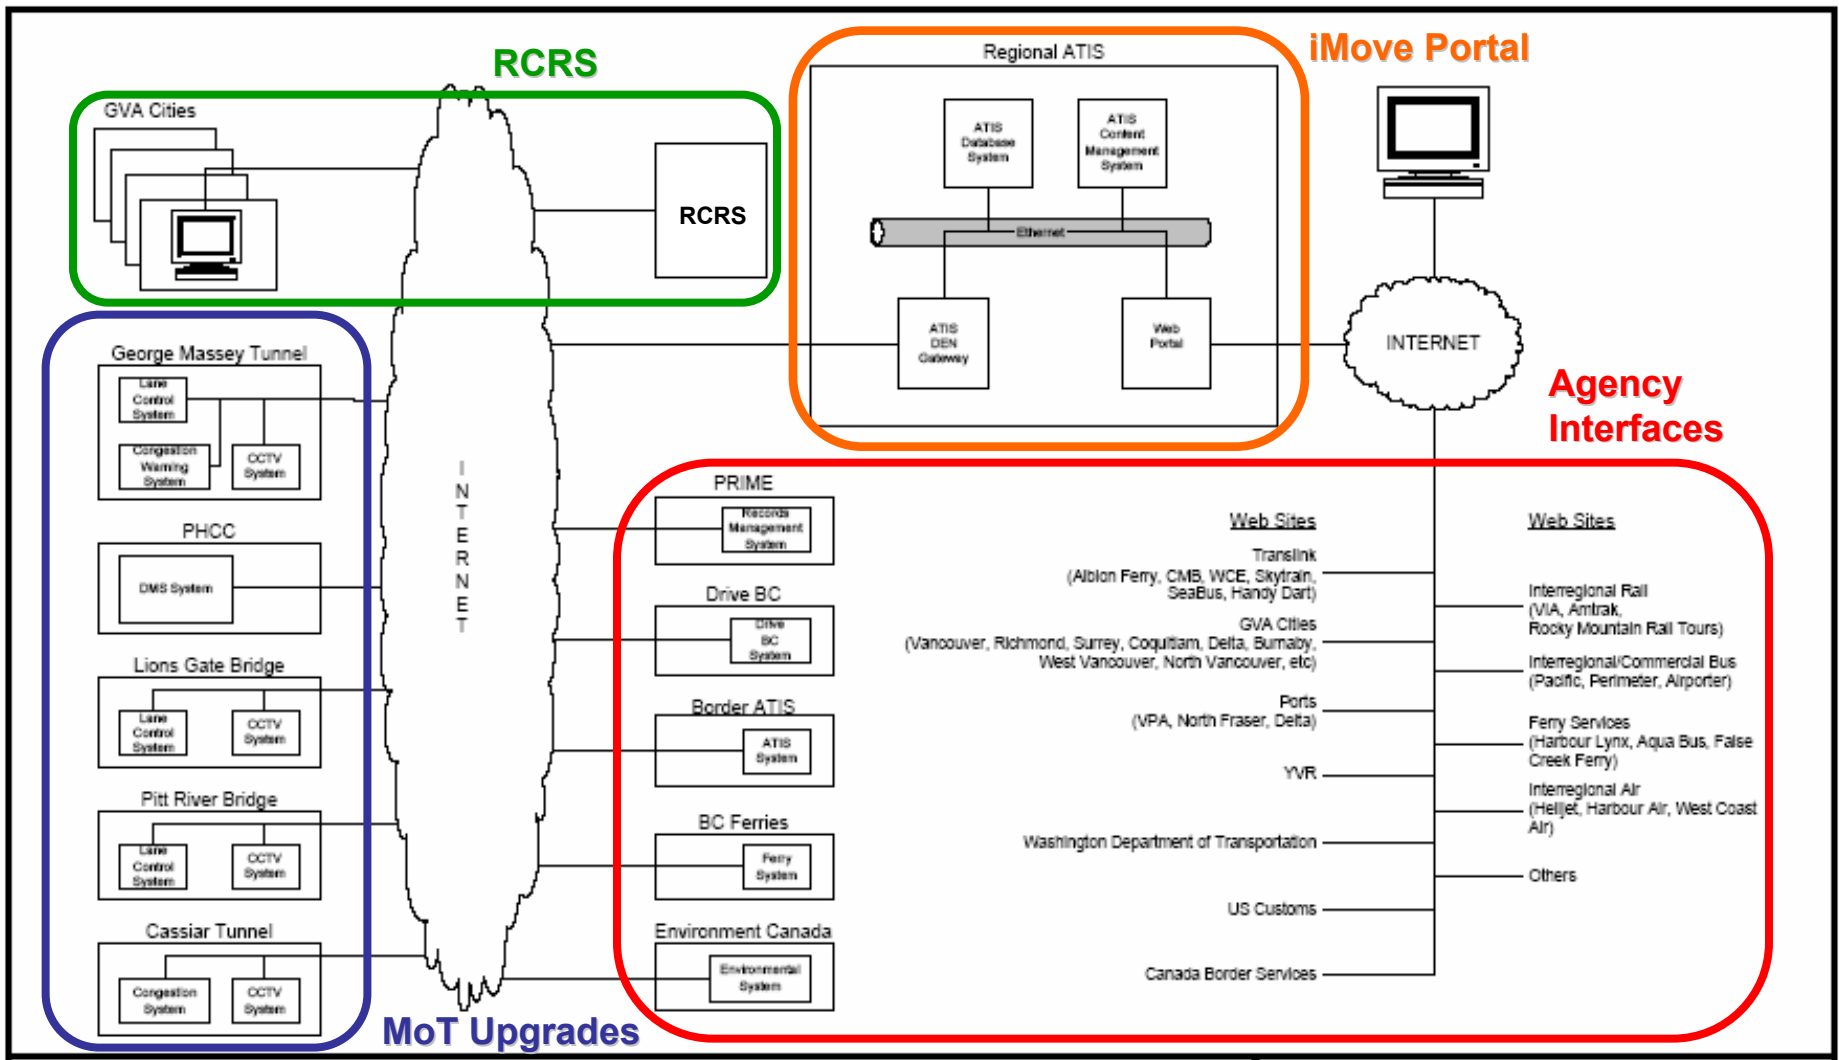 RCRS
GVA Cities
RCRS
iMove Portal
Regional ATIS
ATIS
Database
System
ATIS
Content
Management
System
Ethernet
ATIS
DEN
Gateway
Web
Portal
INTERNET
George Massey Tunnel
Lane
Control
System
Congestion
Warning
System
CCTV
System
PHCC
DMS System
Lions Gate Bridge
Lane
Control
System
CCTV
System
Pitt River Bridge
Lane
Control
System
CCTV
System
Cassiar Tunnel
Congestion
System
CCTV
System
MoT Upgrades
I
N
T
E
R
N
E
T
Agency
Interfaces
PRIME
Records
Management
System
Drive BC
Drive
BC
System
Border ATIS
ATIS
System
BC Ferries
Ferry
System
Environment Canada
Environmental
System
Web Sites
Translink
(Albion Ferry, CMB, WCE, Skytrain,
SeaBus, Handy Dart)
GVA Cities
(Vancouver, Richmond, Surrey, Coquitlam, Delta, Burnaby,
West Vancouver, North Vancouver, etc)
Ports
(VPA, North Fraser, Delta)
YVR
Washington Department of Transportation
US Customs
Canada Border Services
Web Sites
Interregional Rail
(VIA, Amtrak,
Rocky Mountain Rail Tours)
Interregional/Commercial Bus
(Pacific, Perimeter, Airporter)
Ferry Services
(Harbour Lynx, Aqua Bus, False
Creek Ferry)
Interregional Air
(Helijet, Harbour Air, West Coast
Air)
Others